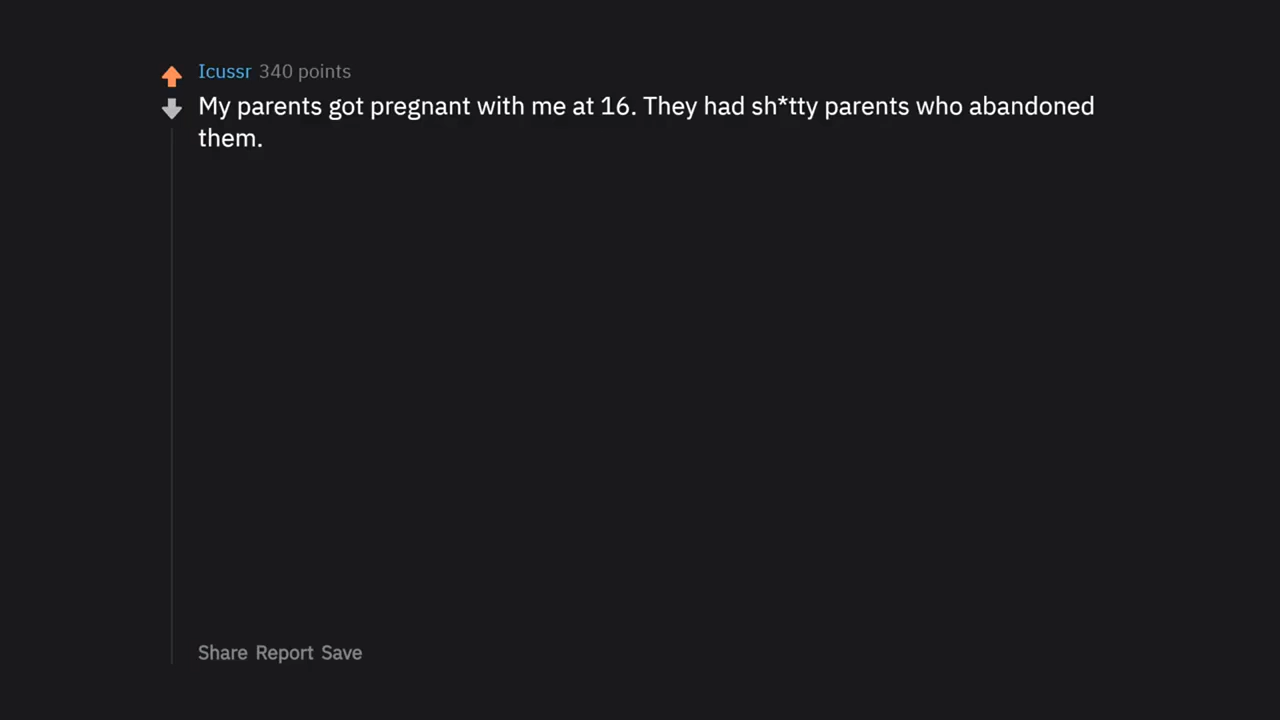 Icussr 340 points
My parents got pregnant with me at 16. They had sh*tty parents who abandoned
them.
Share Report Save